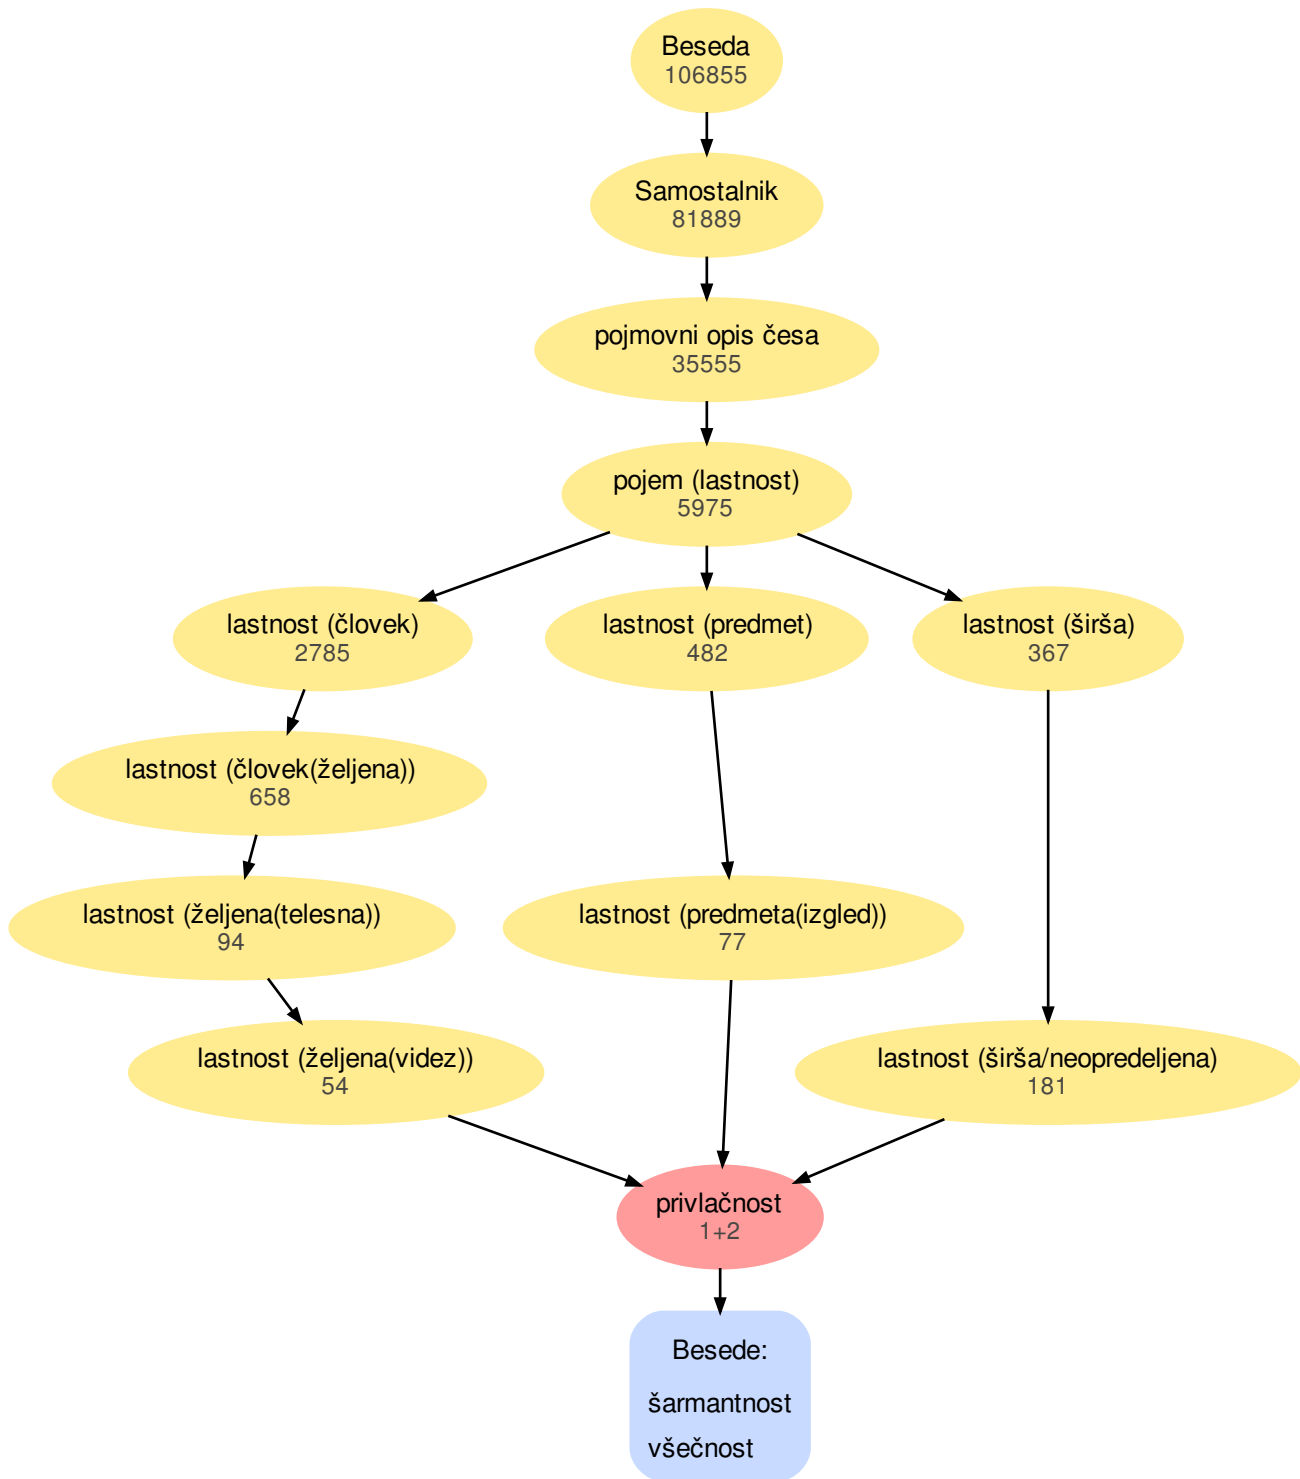 Beseda
106855
Samostalnik
81889
pojmovni opis česa
35555
pojem (lastnost)
5975
lastnost (človek)
2785
lastnost (predmet)
482
lastnost (širša)
367
lastnost (človek(željena))
658
lastnost (željena(telesna))
94
lastnost (predmeta(izgled))
77
lastnost (željena(videz))
54
lastnost (širša/neopredeljena)
181
privlačnost
1+2
Besede:
šarmantnost
všečnost